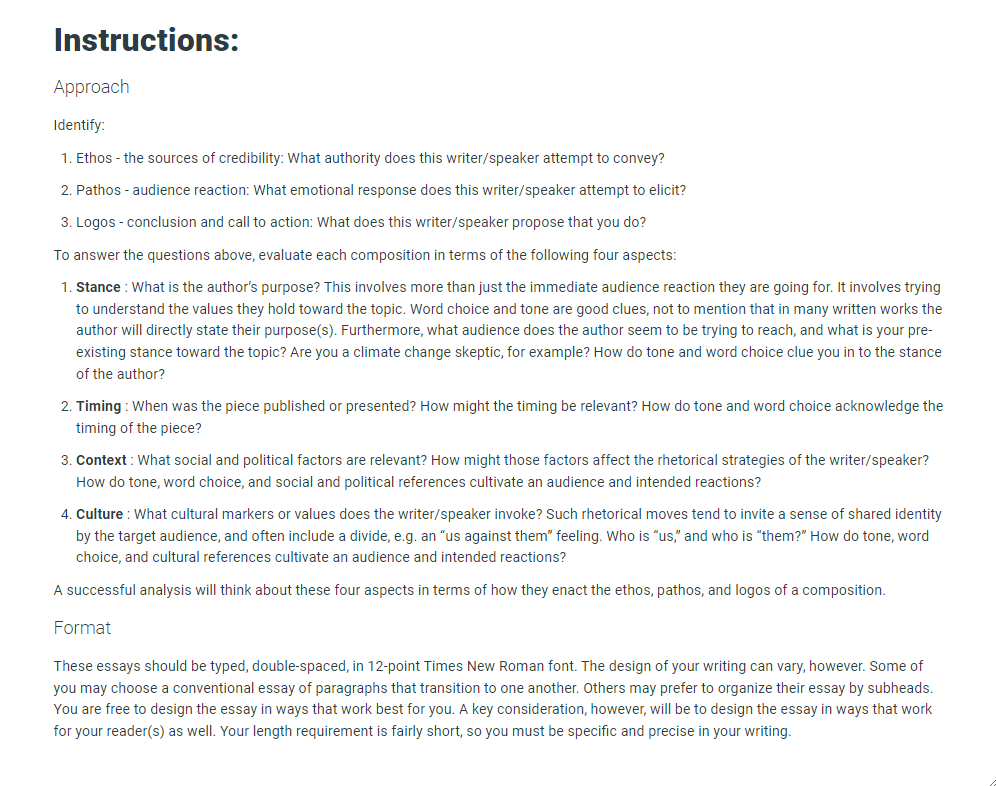 Instructions:
Approach
Identify:
1. Ethos - the sources of credibility: What authority does this writer/speaker attempt to convey?
2. Pathos - audience reaction: What emotional response does this writer/speaker attempt to elicit?
3. Logos - conclusion and call to action: What does this writer/speaker propose that you do?
To answer the questions above, evaluate each composition in terms of the following four aspects:
1. Stance : What is the author’s purpose? This involves more than just the immediate audience reaction they are going for. It involves trying
to understand the values they hold toward the topic. Word choice and tone are good clues, not to mention that in many written works the
author will directly state their purpose(s). Furthermore, what audience does the author seem to be trying to reach, and what is your pre-
existing stance toward the topic? Are you a climate change skeptic, for example? How do tone and word choice clue you in to the stance
of the author?
2. Timing : When was the piece published or presented? How might the timing be relevant? How do tone and word choice acknowledge the
timing of the piece?
3. Context : What social and political factors are relevant? How might those factors affect the rhetorical strategies of the writer/speaker?
How do tone, word choice, and social and political references cultivate an audience and intended reactions?
4. Culture : What cultural markers or values does the writer/speaker invoke? Such rhetorical moves tend to invite a sense of shared identity
by the target audience, and often include a divide, e.g. an “us against them” feeling. Who is “us,” and who is “them?” How do tone, word
choice, and cultural references cultivate an audience and intended reactions?
A successful analysis will think about these four aspects in terms of how they enact the ethos, pathos, and logos of a composition.
Format
These essays should be typed, double-spaced, in 12-point Times New Roman font. The design of your writing can vary, however. Some of
you may choose a conventional essay of paragraphs that transition to one another. Others may prefer to organize their essay by subheads.
You are free to design the essay in ways that work best for you. A key consideration, however, will be to design the essay in ways that work
for your reader(s) as well. Your length requirement is fairly short, so you must be specific and precise in your writing.